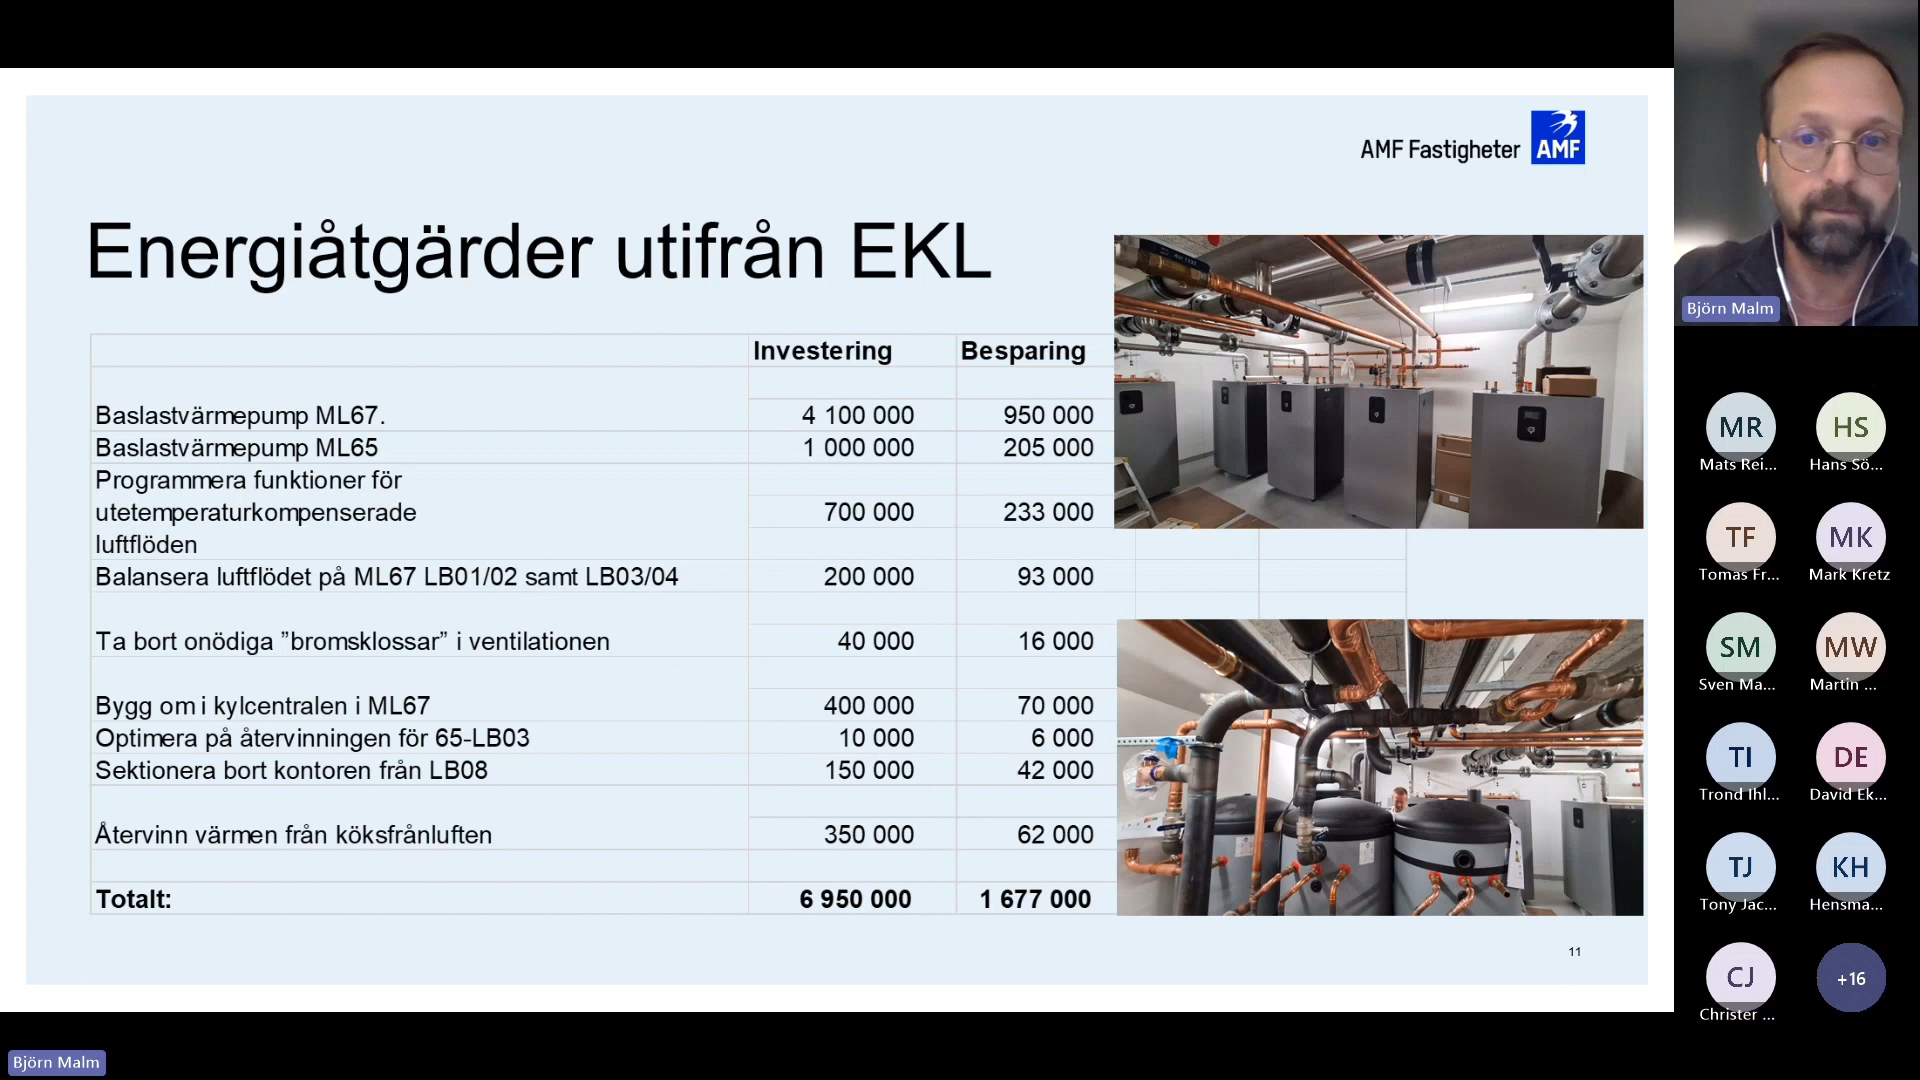 AMF Fastigheter
AMF
Energiåtgärder utifrån EKL
Investering Besparing
Baslastvärmepump ML67. 4 100 000 950 000
Baslastvärmepump ML65 1 000 000 205 000
Programmera funktioner för
utetemperaturkompenserade 700 000 233 000
luftflöden
Balansera luftflödet på ML67 LB01/02 samt LB03/04 200 000 93 000
Ta bort onödiga ”bromsklossar” i ventilationen 40 000 16 000
Bygg om i kylcentralen i ML67 400 000 70 000
Optimera på återvinningen för 65-LB03 10 000 6 000
Sektionera bort kontoren från LB08 150 000 42 000
Återvinn värmen från köksfrånluften 350 000 62 000
Totalt: 6 950 000 1 677 000
11
Björn Malm
MR HS
Mats Rei... Hans Sö...
TF MK
Tomas Fr... Mark Kretz
SM MW
Sven Ma... Martin ...
TI DE
Trond Ihl... David Ek...
TJ KH
Tony Jac... Hensma...
CJ +16
Christer ...
Björn Malm